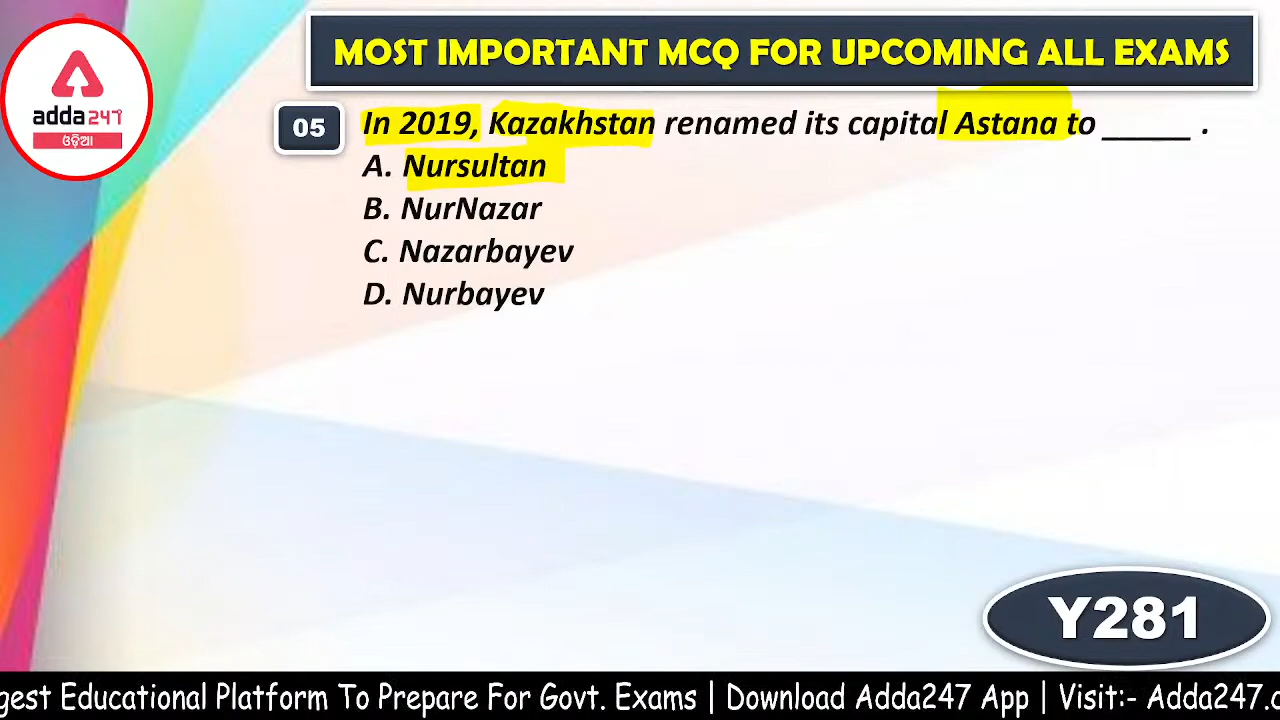 MOST IMPORTANT MCQ FOR UPCOMING ALL EXAMS
adda247
ଓଡ଼ିଆ
05 In 2019, Kazakhstan renamed its capital Astana to _____ .
A. Nursultan
B. NurNazar
C. Nazarbayev
D. Nurbayev
Y281
gest Educational Platform To Prepare For Govt. Exams | Download Adda247 App | Visit:- Adda247.c